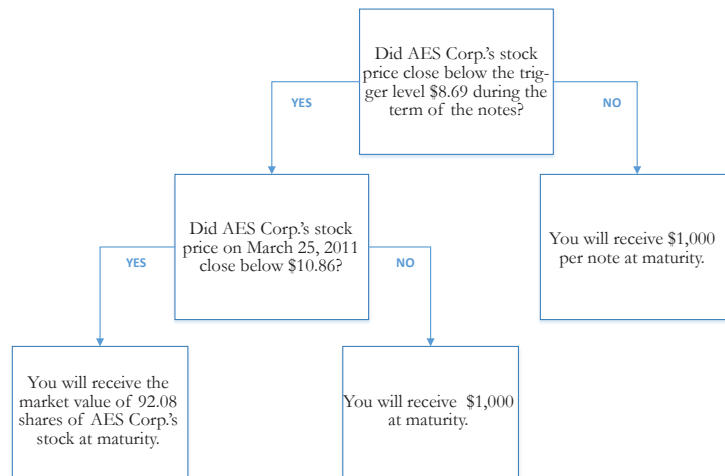 Did AES Corp.'s stock
price close below the trig-
ger level $8.69 during the
term of the notes?
YES
NO
Did AES Corp.'s stock
price on March 25, 2011
close below $10.86?
You will receive $1,000
per note at maturity.
YES
NO
You will receive the
market value of 92.08
shares of AES Corp.'s
stock at maturity.
You will receive $1,000
at maturity.